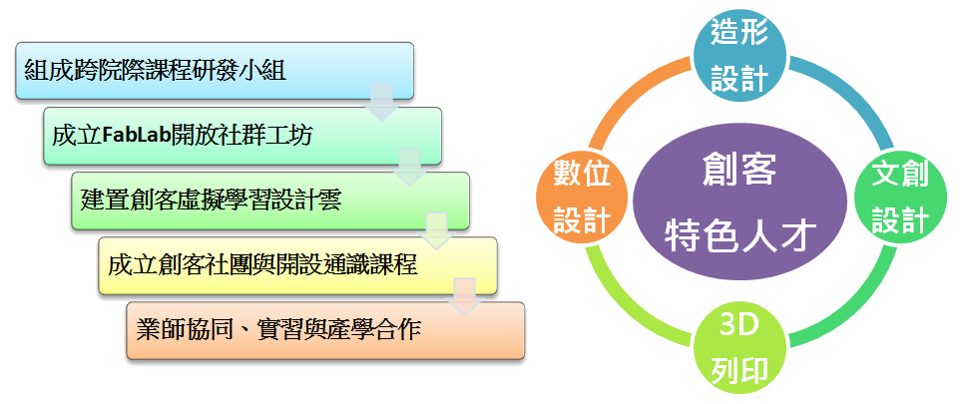 組成跨院際課程研發小組
成立FabLab開放社群工坊
建置創客虛擬學習設計雲
成立創客社團與開設通識課程
業師協同、實習與產學合作
造形
設計
數位
設計
創客
特色人才
文創
設計
3D
列印